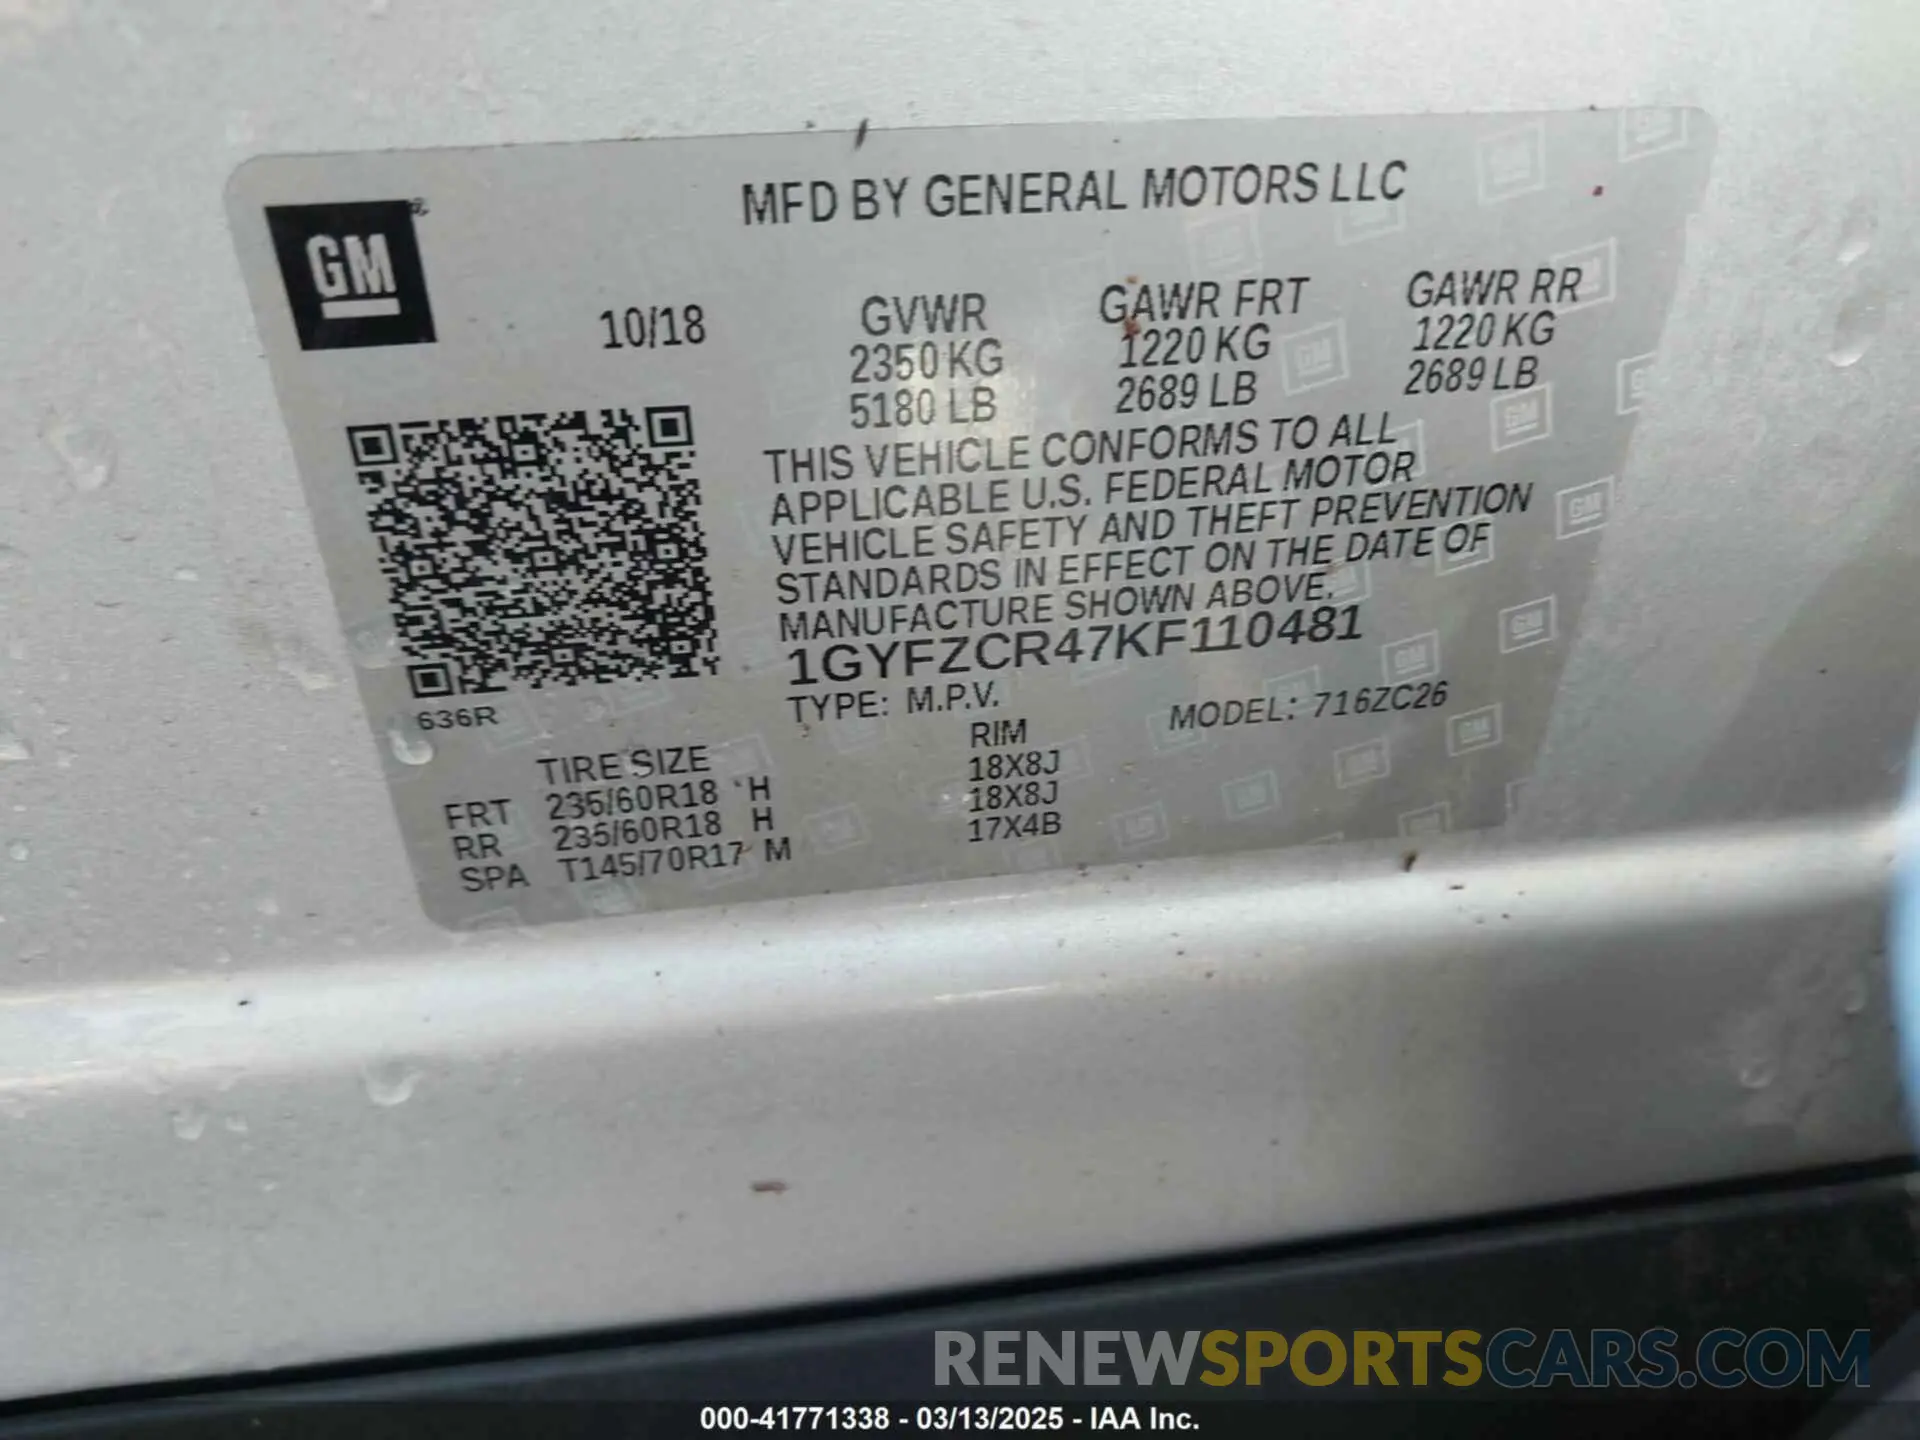 MFD BY GENERAL MOTORS LLC
GM
10/18
GVWR GAWR FRT GAWR RR
2350 KG 1220 KG 1220 KG
5180 LB 2689 LB 2689 LB
THIS VEHICLE CONFORMS TO ALL
APPLICABLE U.S. FEDERAL MOTOR
VEHICLE SAFETY AND THEFT PREVENTION
STANDARDS IN EFFECT ON THE DATE OF
MANUFACTURE SHOWN ABOVE.
1GYFZCR47KF110481
TYPE: M.P.V. MODEL: 716ZC26
636R
TIRE SIZE RIM
FRT 235/60R18 H 18X8J
RR 235/60R18 H 18X8J
SPA T145/70R17 M 17X4B
RENEWSPORTSCARS.COM
000-41771338 - 03/13/2025 - IAA Inc.